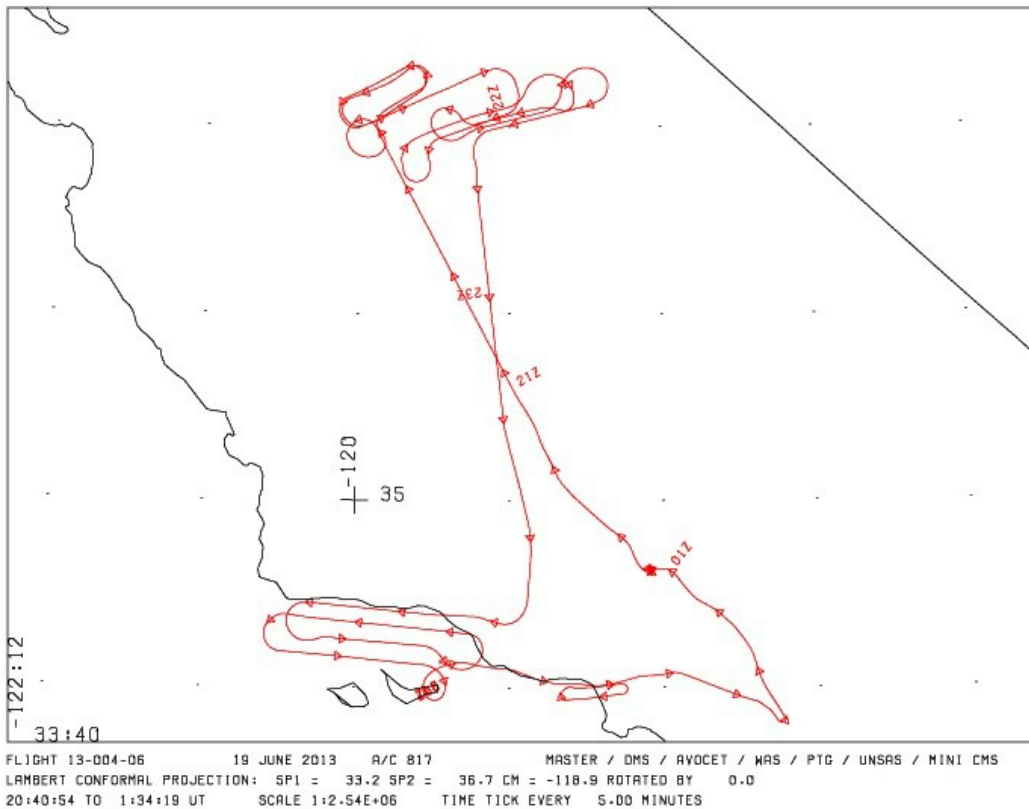 22Z
23Z
21Z
-120
35
01Z
-122:12
33:40
FLIGHT 13-004-06 19 JUNE 2013 A/C 817 MASTER / DMS / AVOCET / WAS / PTG / UNSAS / MINI CMS
LAMBERT CONFORMAL PROJECTION: SP1 = 33.2 SP2 = 36.7 CM = -118.9 ROTATED BY 0.0
20:40:54 TO 1:34:19 UT SCALE 1:2.54E+06 TIME TICK EVERY 5.00 MINUTES